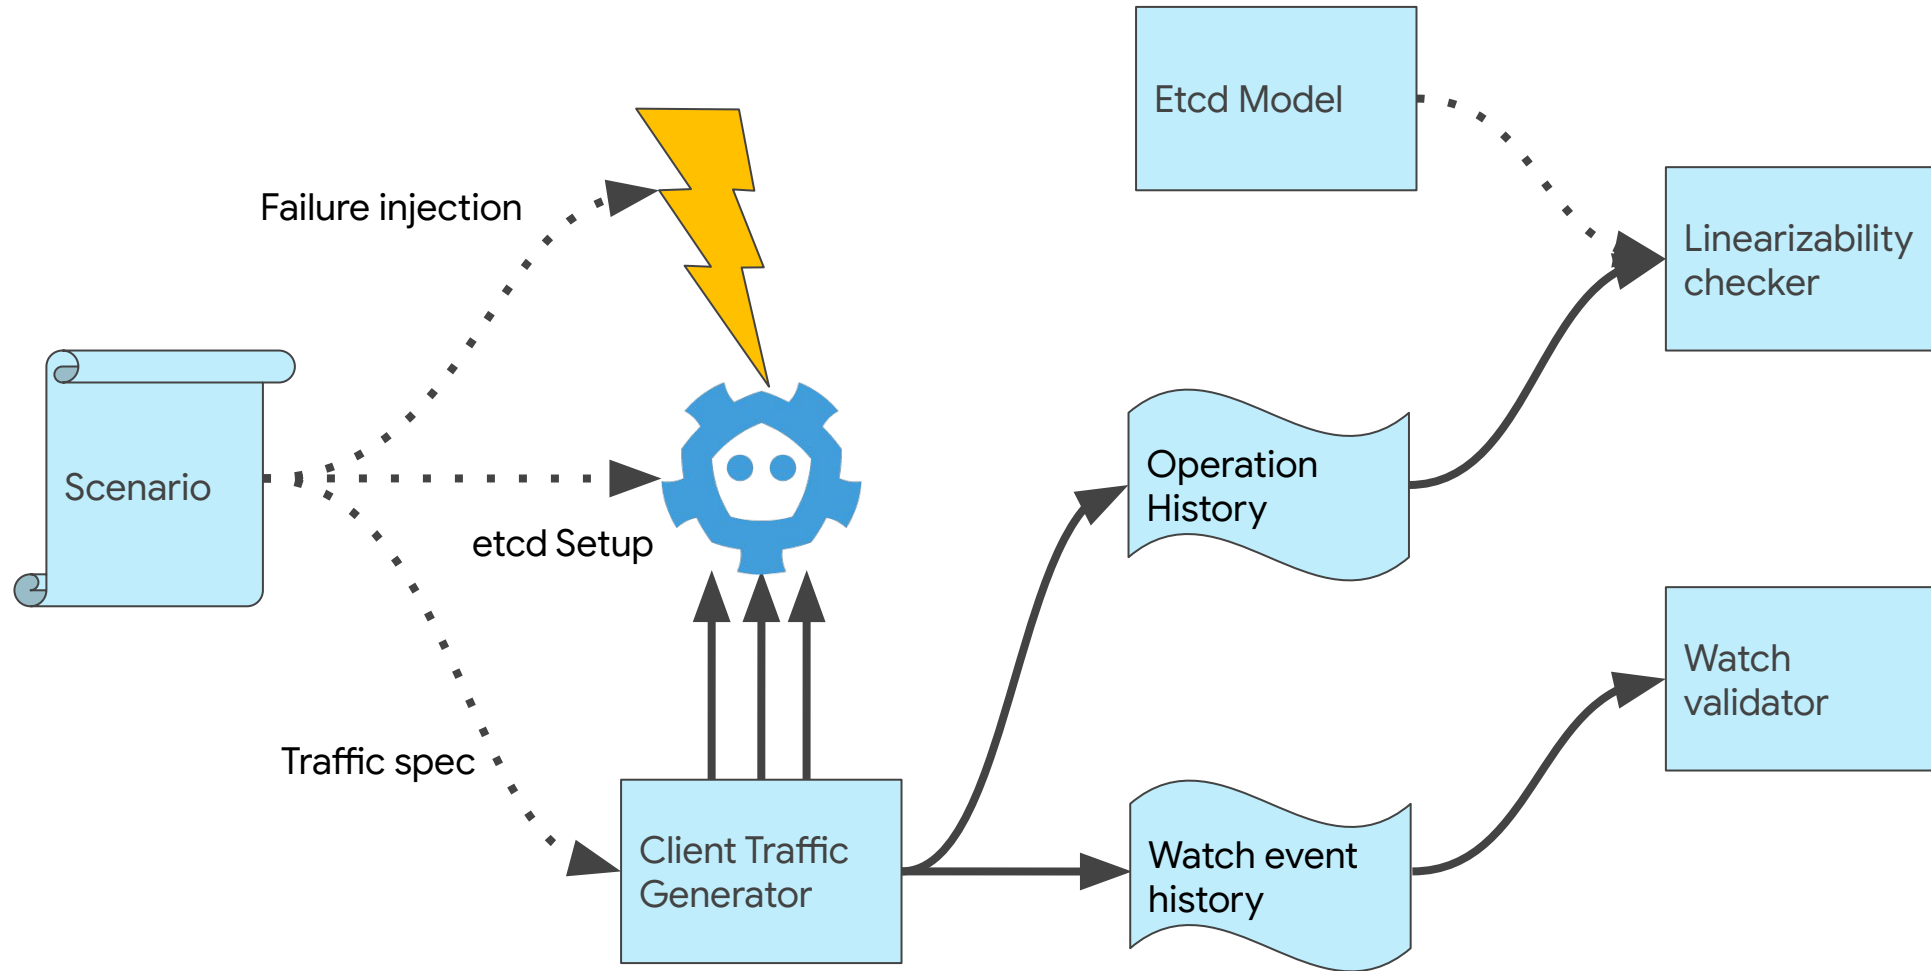 Etcd Model
Failure injection
Linearizability
checker
Scenario
Operation
History
etcd Setup
Watch
validator
Traffic spec
Client Traffic
Generator
Watch event
history